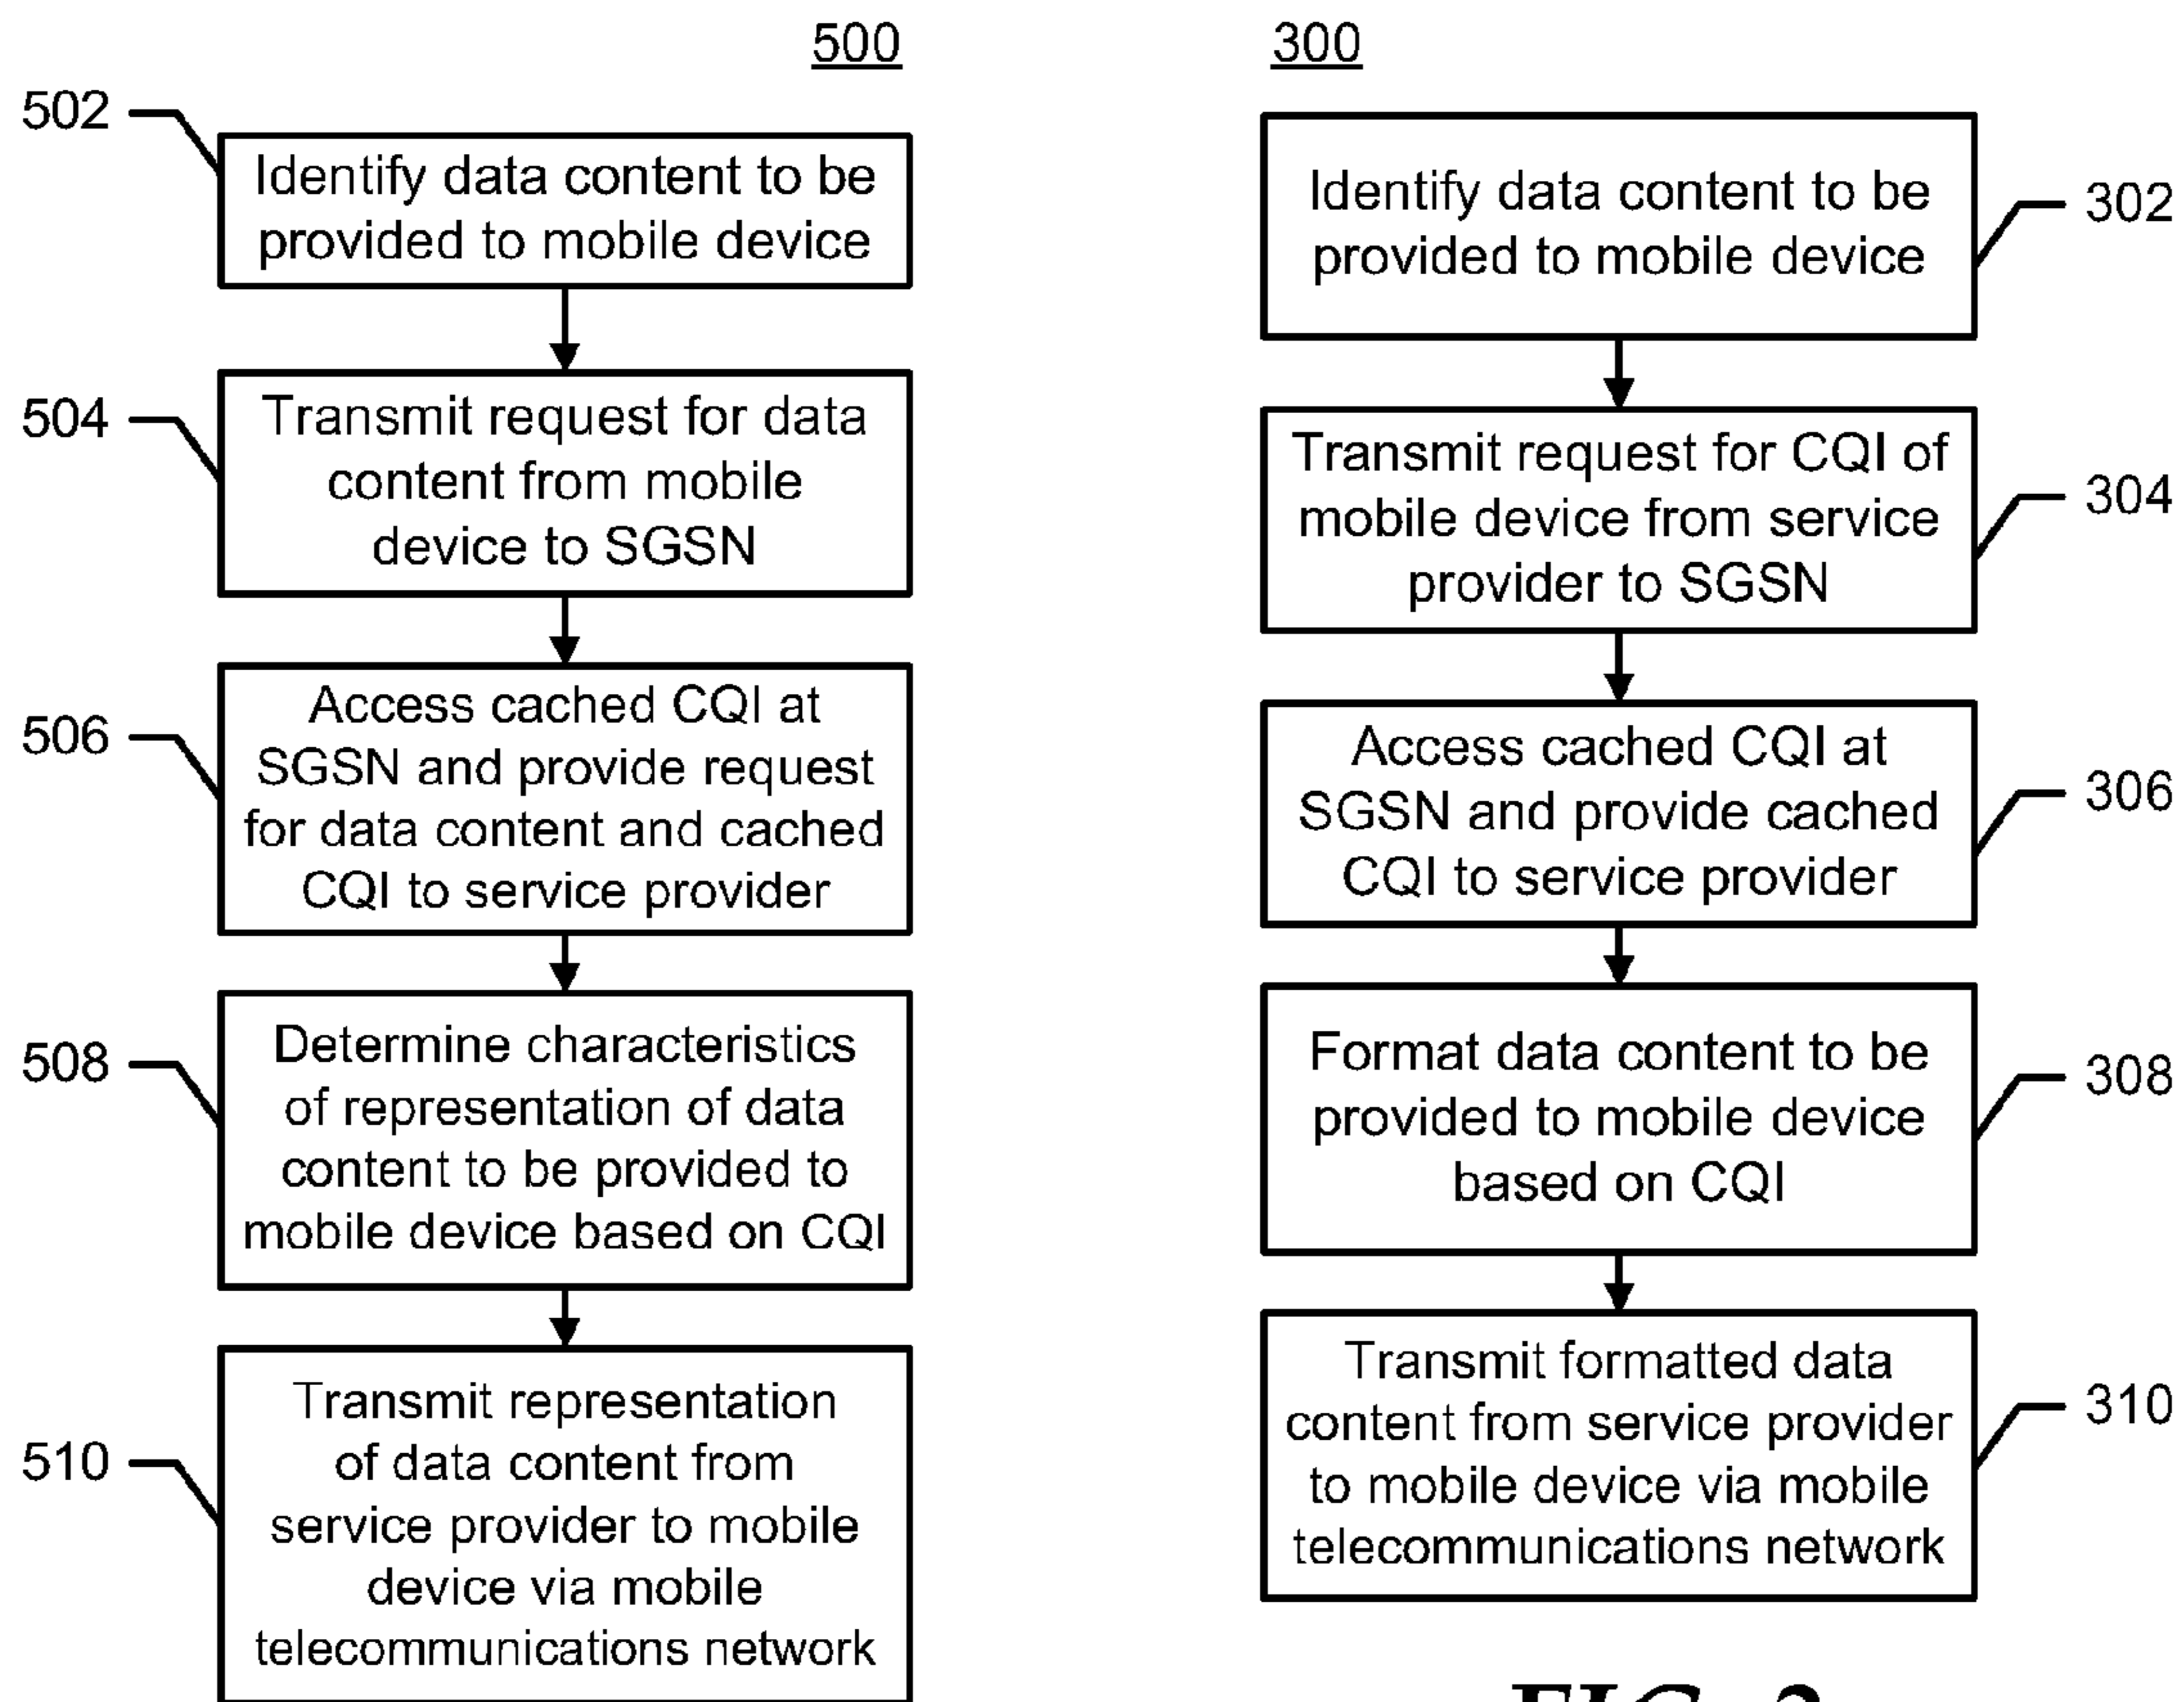 500
502
Identify data content to be
provided to mobile device
504
Transmit request for data
content from mobile
device to SGSN
506
Access cached CQI at
SGSN and provide request
for data content and cached
CQI to service provider
508
Determine characteristics
of representation of data
content to be provided to
mobile device based on CQI
510
Transmit representation
of data content from
service provider to mobile
device via mobile
telecommunications network
300
Identify data content to be
provided to mobile device
302
Transmit request for CQI of
mobile device from service
provider to SGSN
304
Access cached CQI at
SGSN and provide cached
CQI to service provider
306
Format data content to be
provided to mobile device
based on CQI
308
Transmit formatted data
content from service provider
to mobile device via mobile
telecommunications network
310